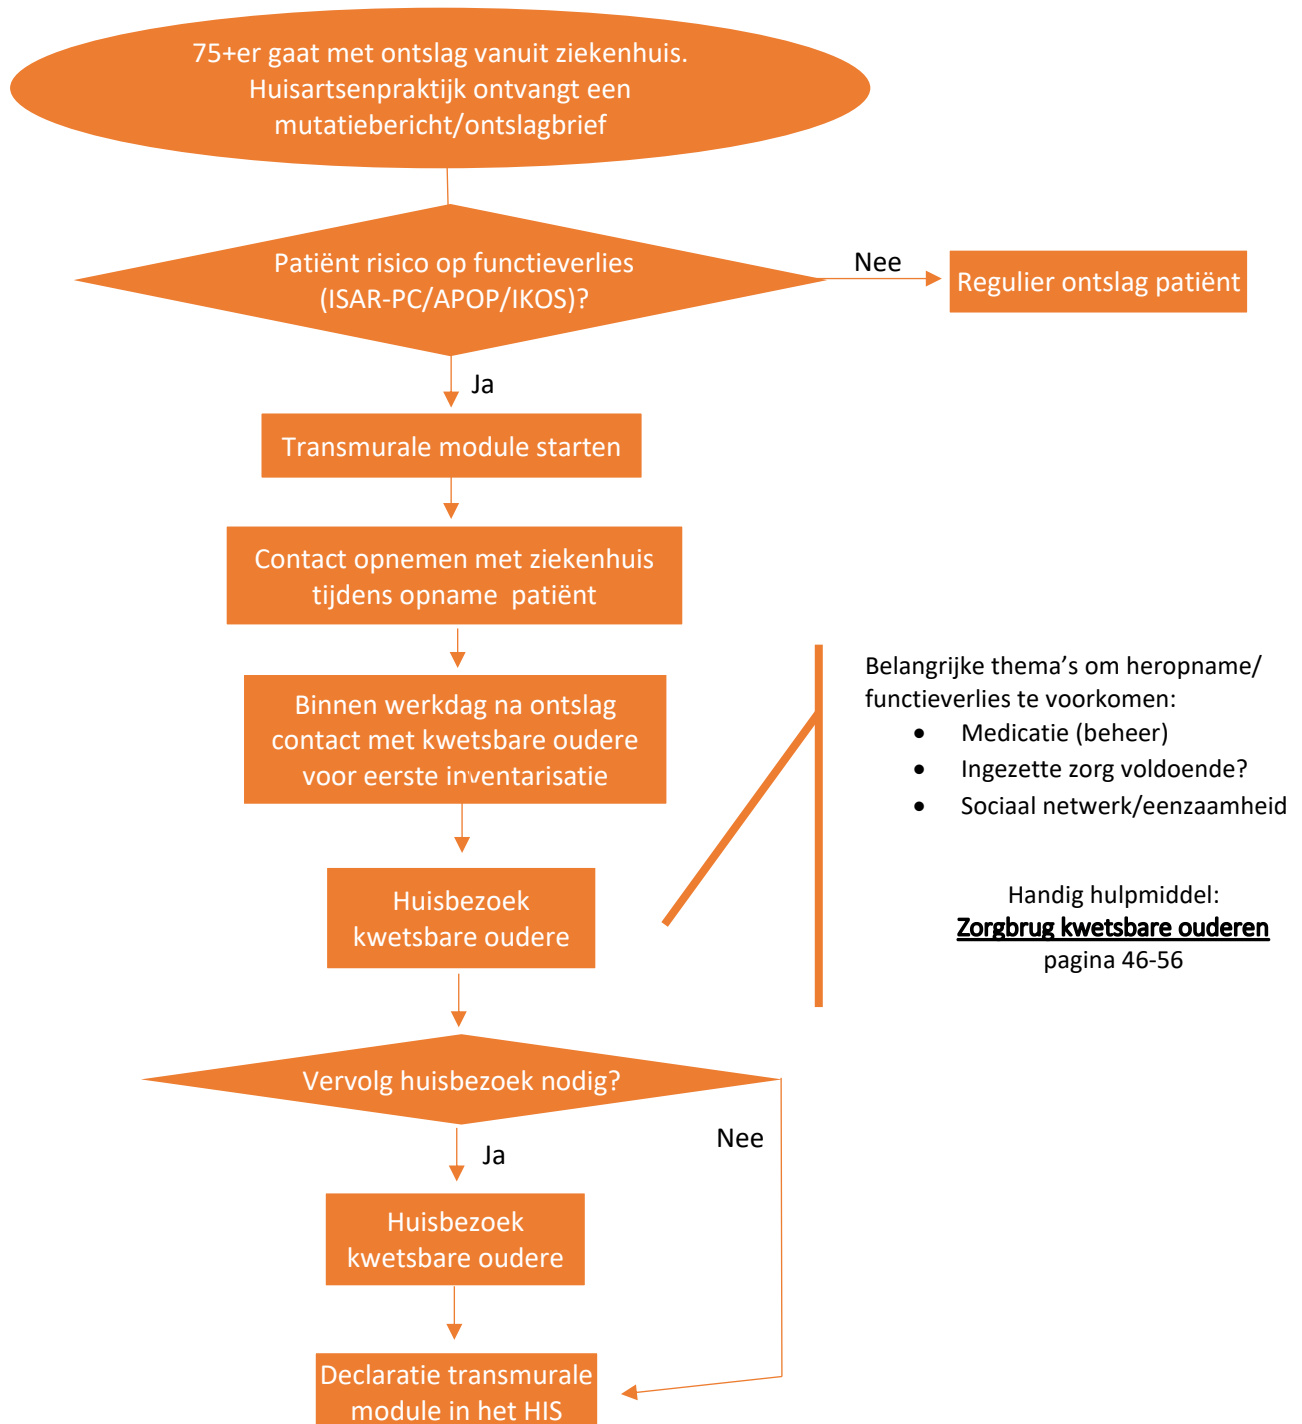 75+er gaat met ontslag vanuit ziekenhuis.
Huisartsenpraktijk ontvangt een
mutatiebericht/ontslagbrief
Patiënt risico op functieverlies
(ISAR-PC/APOP/IKOS)?
Nee
Regulier ontslag patiënt
Ja
Transmurale module starten
Contact opnemen met ziekenhuis
tijdens opname  patiënt
Binnen werkdag na ontslag
contact met kwetsbare oudere
voor eerste inventarisatie
Belangrijke thema’s om heropname/
functieverlies te voorkomen:
• Medicatie (beheer)
• Ingezette zorg voldoende?
• Sociaal netwerk/eenzaamheid
Handig hulpmiddel:
Zorgbrug kwetsbare ouderen
pagina 46-56
Huisbezoek
kwetsbare oudere
Vervolg huisbezoek nodig?
Nee
Ja
Huisbezoek
kwetsbare oudere
Declaratie transmurale
module in het HIS